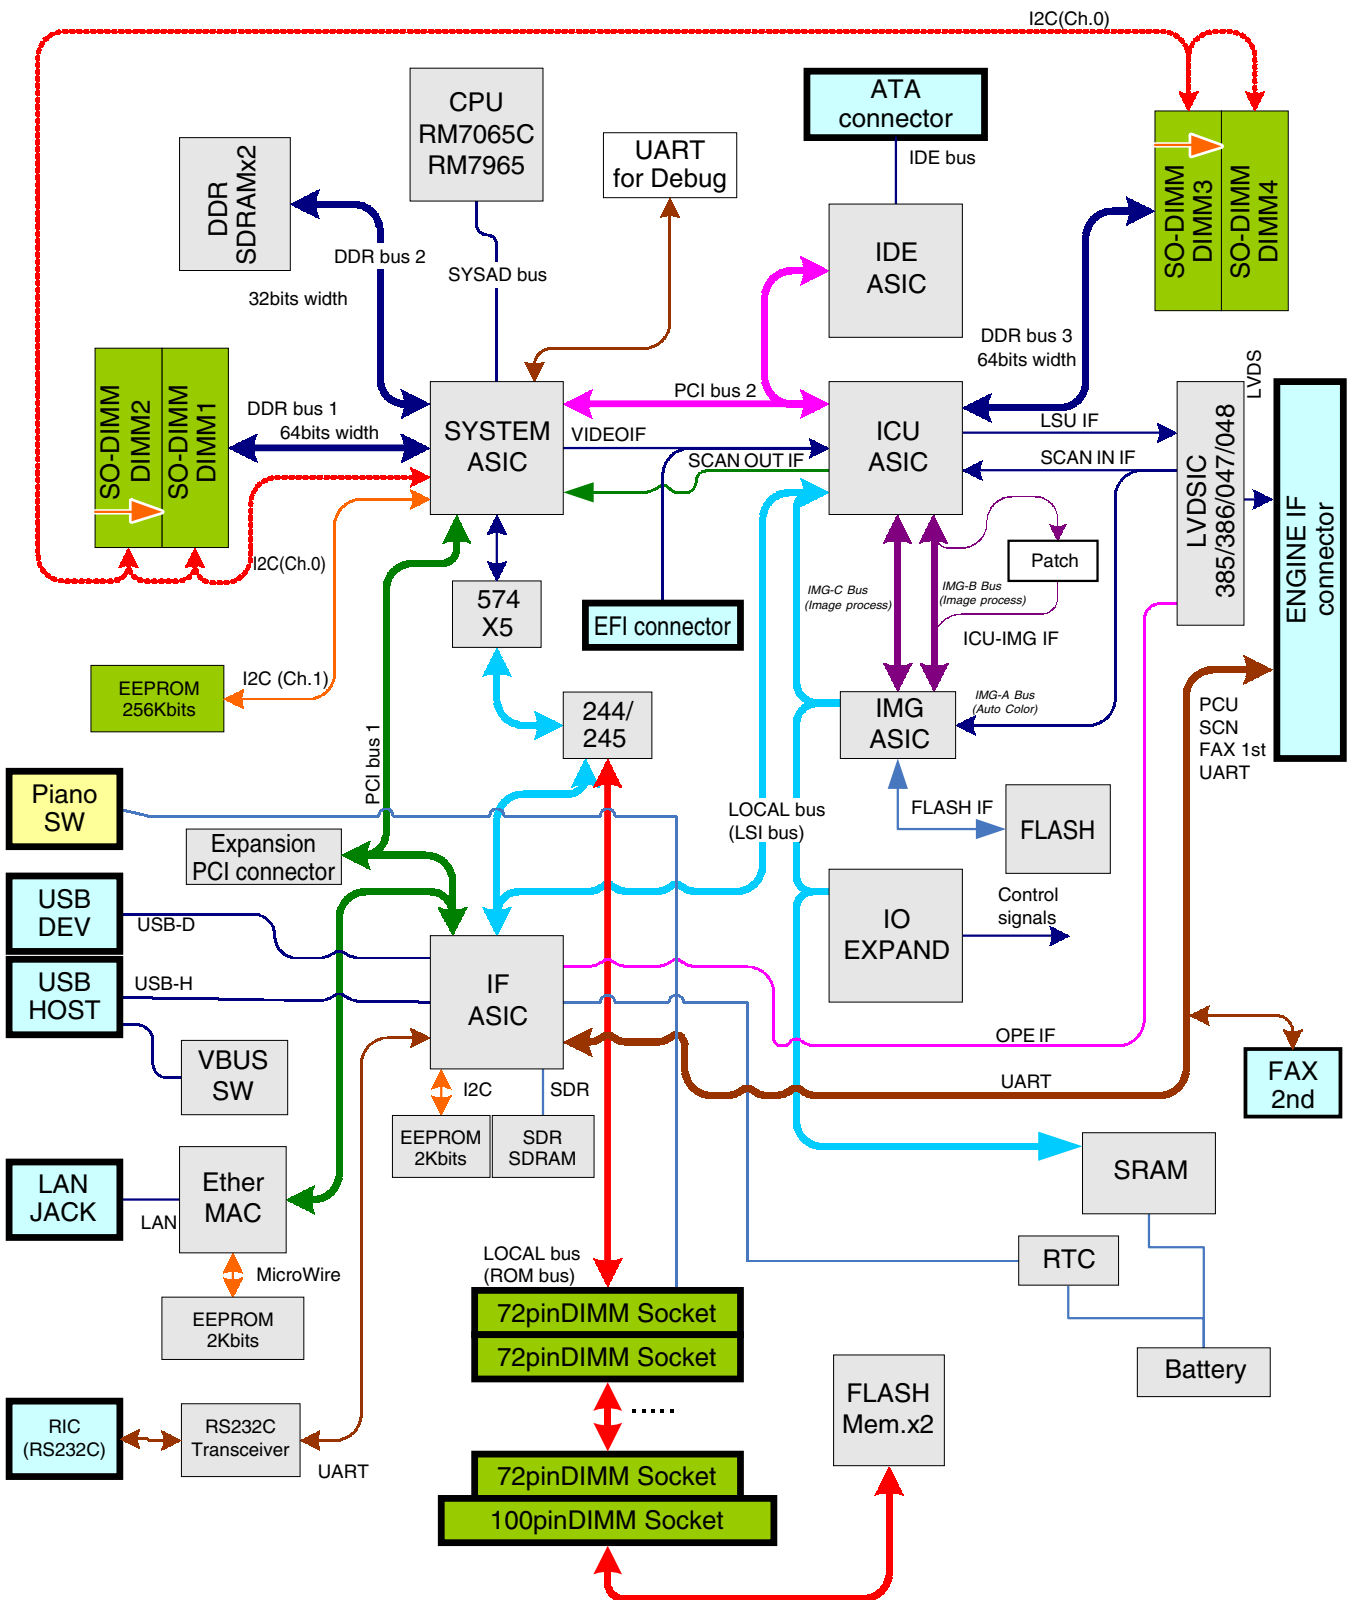 I2C(Ch.0)
CPU
RM7065C
RM7965
ATA
connector
IDE bus
UART
for Debug
DDR
SDRAMx2
DDR bus 2
32bits width
SYSAD bus
IDE
ASIC
SO-DIMM
DIMM3
SO-DIMM
DIMM4
DDR bus 3
64bits width
LVDS
SO-DIMM
DIMM2
SO-DIMM
DIMM1
DDR bus 1
64bits width
SYSTEM
ASIC
PCI bus 2
VIDEOIF
SCAN OUT IF
ICU
ASIC
LSU IF
SCAN IN IF
LVDSIC
385/386/047/048
ENGINE IF
connector
I2C(Ch.0)
574
X5
EFI connector
IMG-C Bus
(Image process)
IMG-B Bus
(Image process)
Patch
ICU-IMG IF
I2C (Ch.1)
EEPROM
256Kbits
244/
245
IMG
ASIC
IMG-A Bus
(Auto Color)
PCU
SCN
FAX 1st
UART
PCI bus 1
Piano
SW
LOCAL bus
(LSI bus)
FLASH IF
FLASH
Expansion
PCI connector
USB
DEV
USB-D
IO
EXPAND
Control
signals
USB
HOST
USB-H
IF
ASIC
OPE IF
UART
VBUS
SW
I2C
SDR
FAX
2nd
EEPROM
2Kbits
SDR
SDRAM
LAN
JACK
LAN
Ether
MAC
SRAM
MicroWire
LOCAL bus
(ROM bus)
RTC
EEPROM
2Kbits
72pinDIMM Socket
72pinDIMM Socket
Battery
FLASH
Mem.x2
.....
RIC
(RS232C)
RS232C
Transceiver
UART
72pinDIMM Socket
100pinDIMM Socket